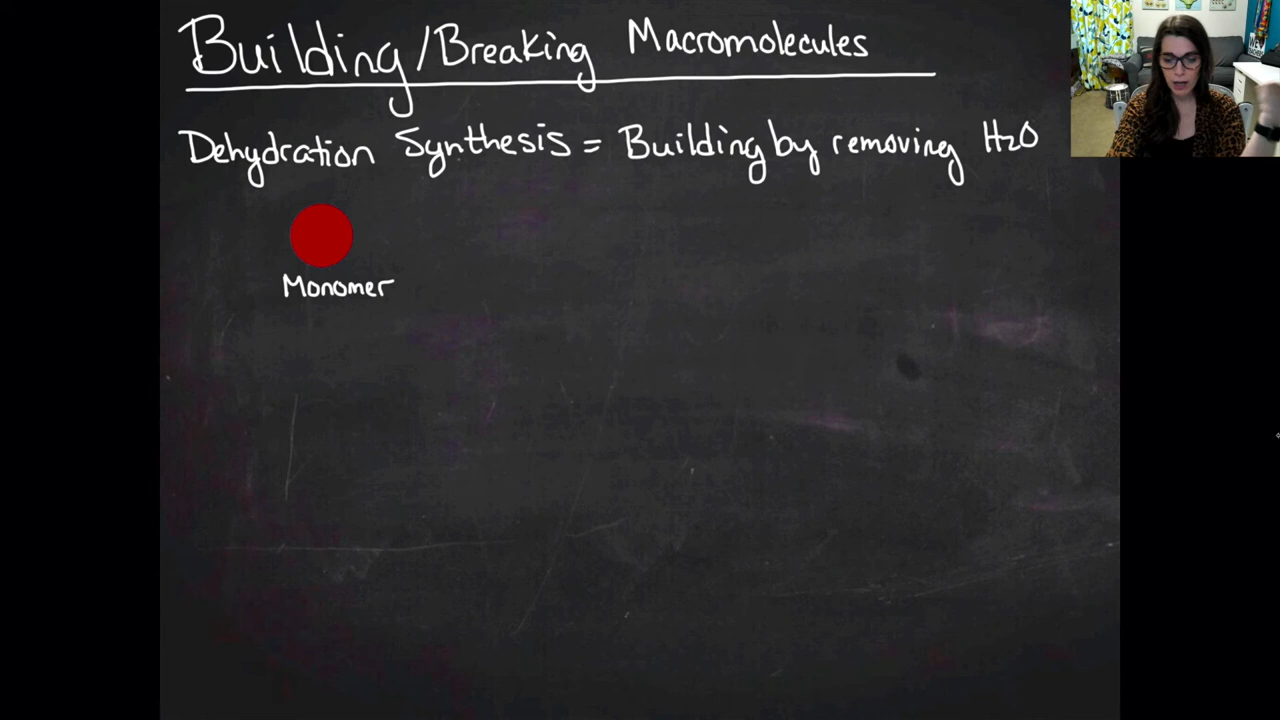 Building/Breaking Macromolecules
Dehydration Synthesis = Building by removing H2O
Monomer